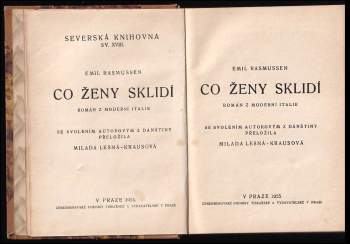 SEVERSKÁ KNIHOVNA
SV. XVIII.
EMIL RASMUSSEN
CO ŽENY SKLIDÍ
ROMÁN Z MODERNÍ ITALIE
SE SVOLENÍM AUTOROVÝM Z DÁNŠTINY
PŘELOŽILA
MILADA LESNÁ-KRAUSOVÁ
V PRAZE
EMIL RASMUSSEN
CO ŽENY SKLIDÍ
ROMÁN Z MODERNÍ ITALIE
SE SVOLENÍM AUTOROVÝM Z DÁNŠTINY
PŘELOŽILA
MILADA LESNÁ-KRAUSOVÁ
V PRAZE